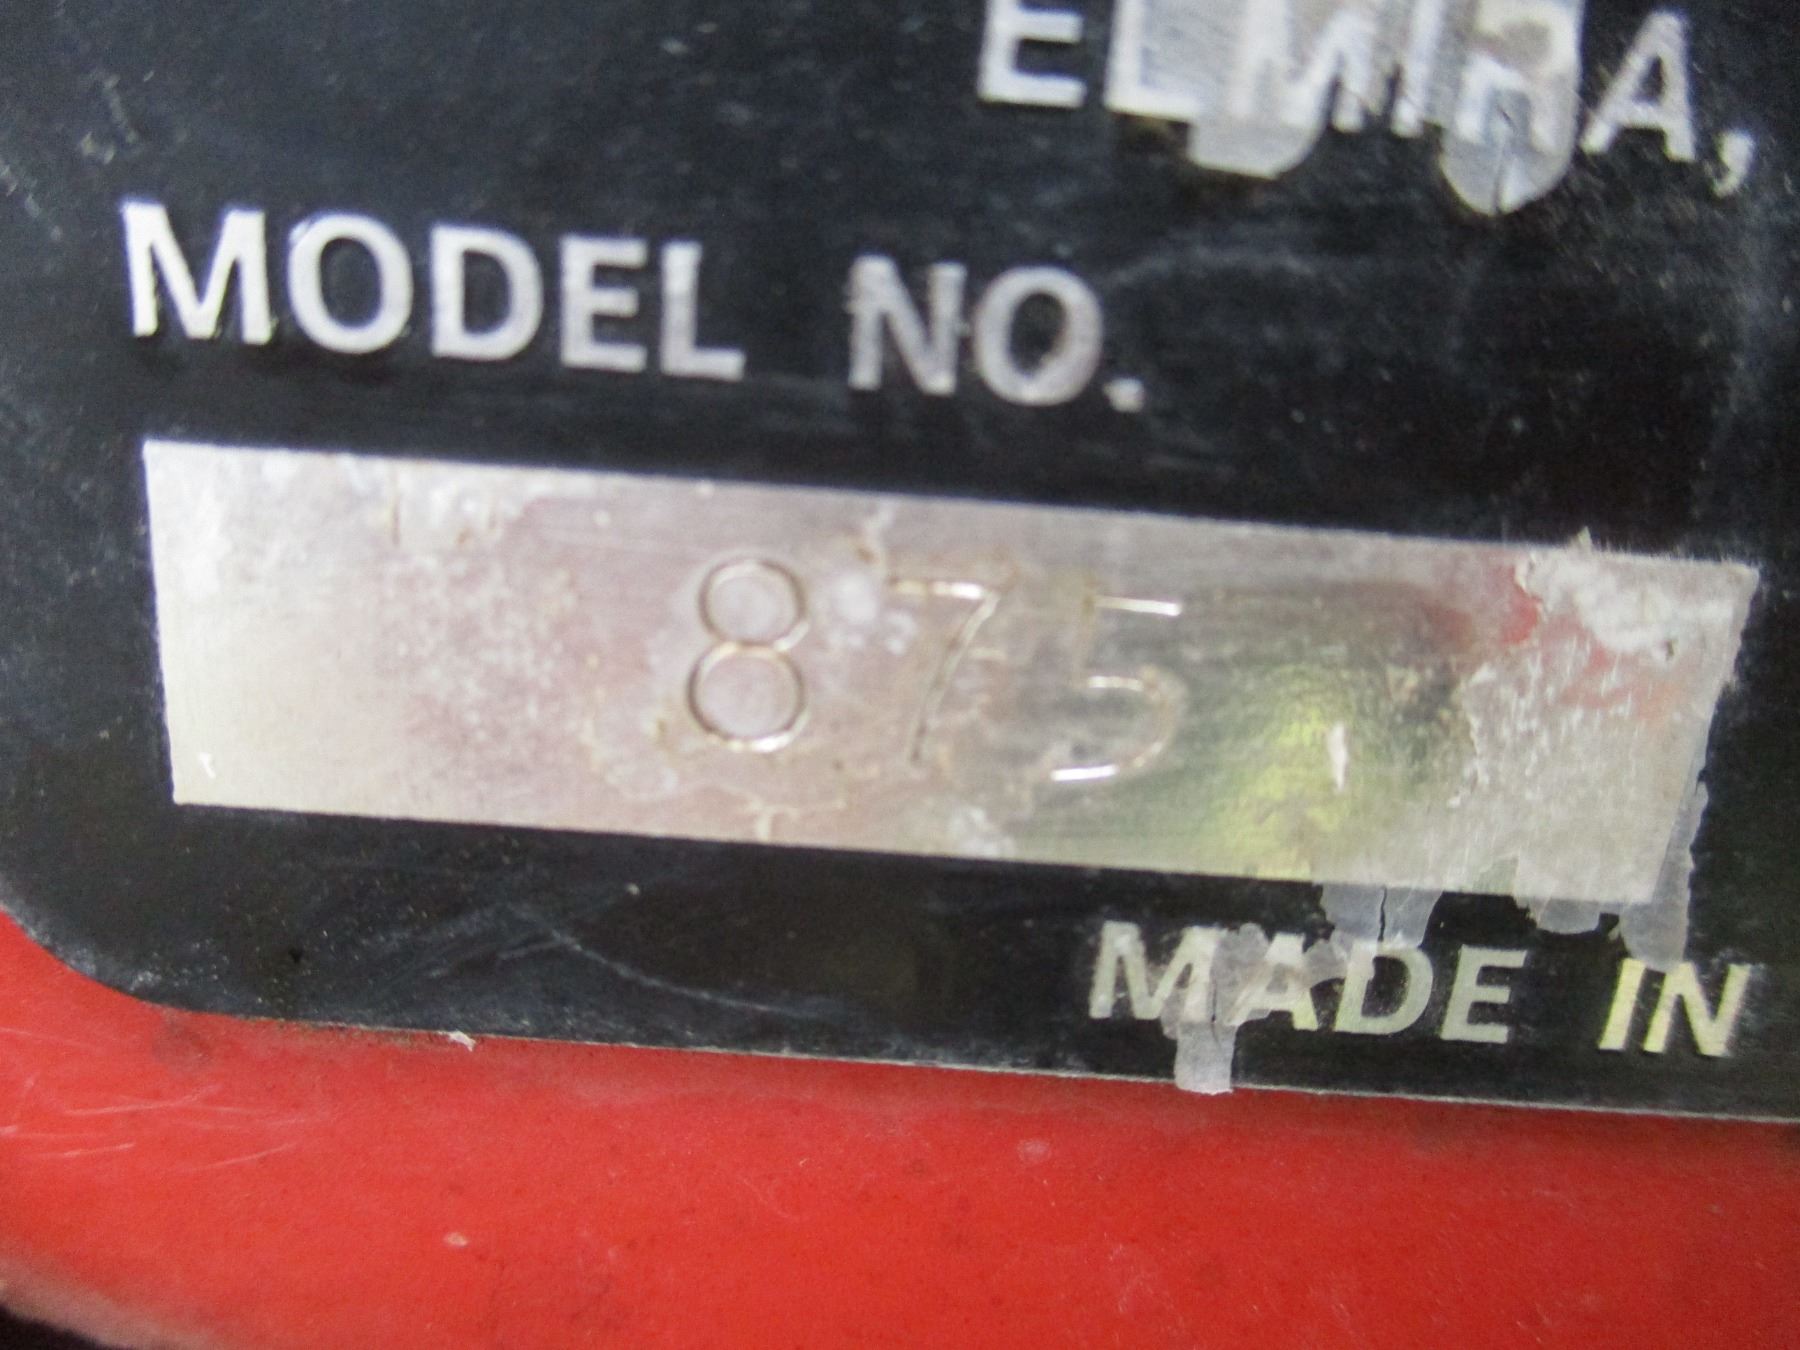 ELMIRA,
MODEL NO.
875
MADE IN